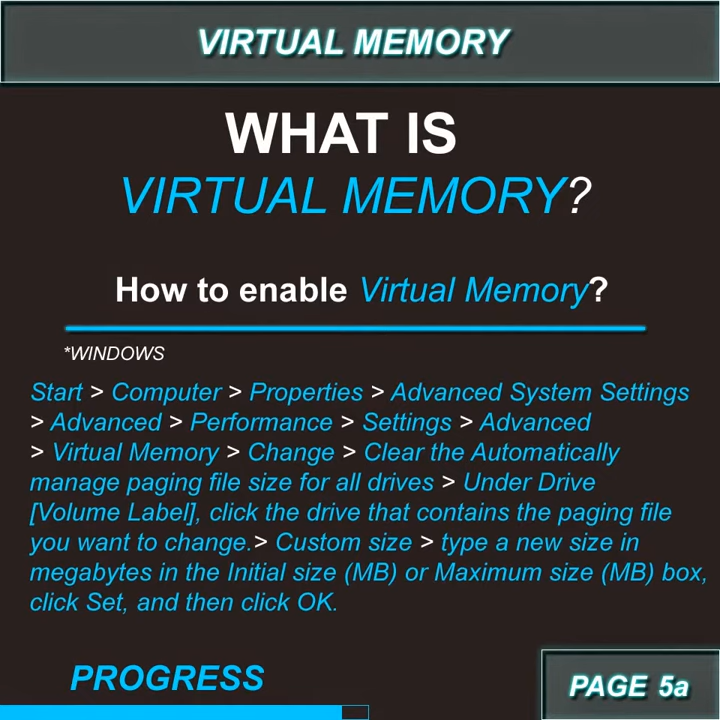 VIRTUAL MEMORY
WHAT IS
VIRTUAL MEMORY?
How to enable Virtual Memory?
*WINDOWS
Start > Computer > Properties > Advanced System Settings
> Advanced > Performance > Settings > Advanced
> Virtual Memory > Change > Clear the Automatically
manage paging file size for all drives > Under Drive
[Volume Label], click the drive that contains the paging file
you want to change.> Custom size > type a new size in
megabytes in the Initial size (MB) or Maximum size (MB) box,
click Set, and then click OK.
PROGRESS
PAGE 5a